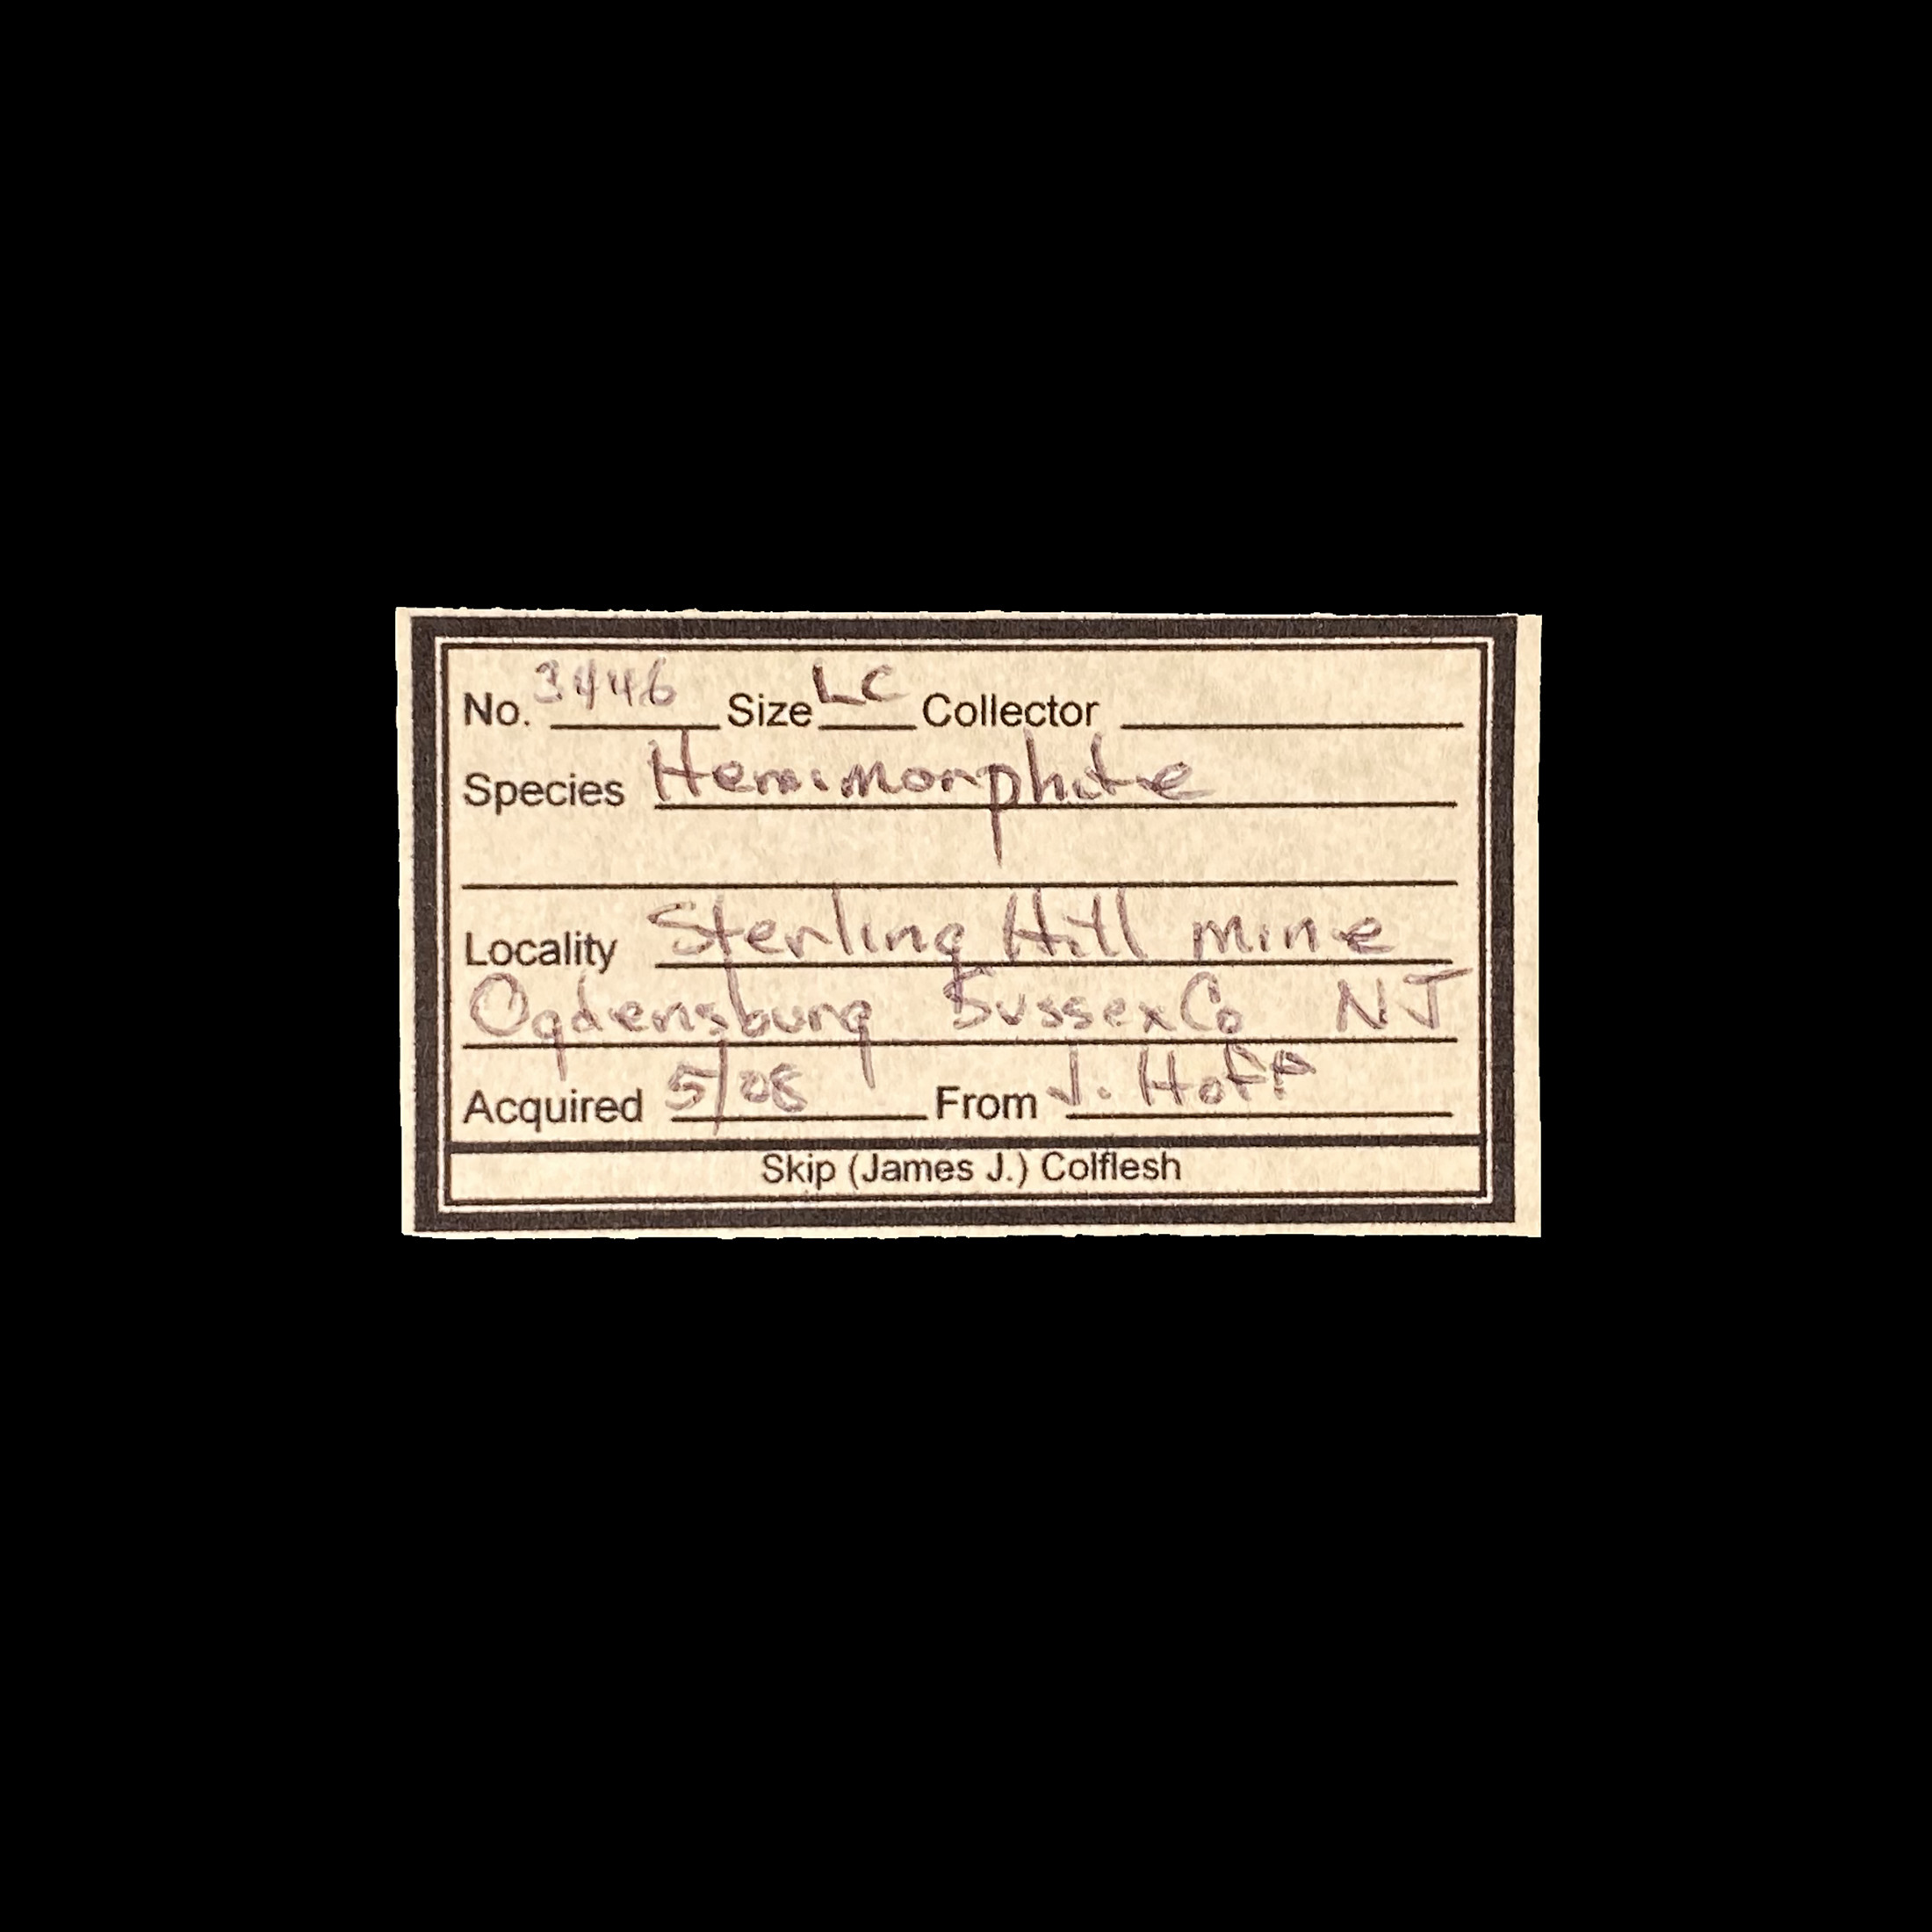 No. 3446 Size LC Collector
Species Hemimorphite
Locality Sterling Hill mine
Ogdensburg Sussex Co NJ
Acquired 5/08 From J. Hoff
Skip (James J.) Colflesh